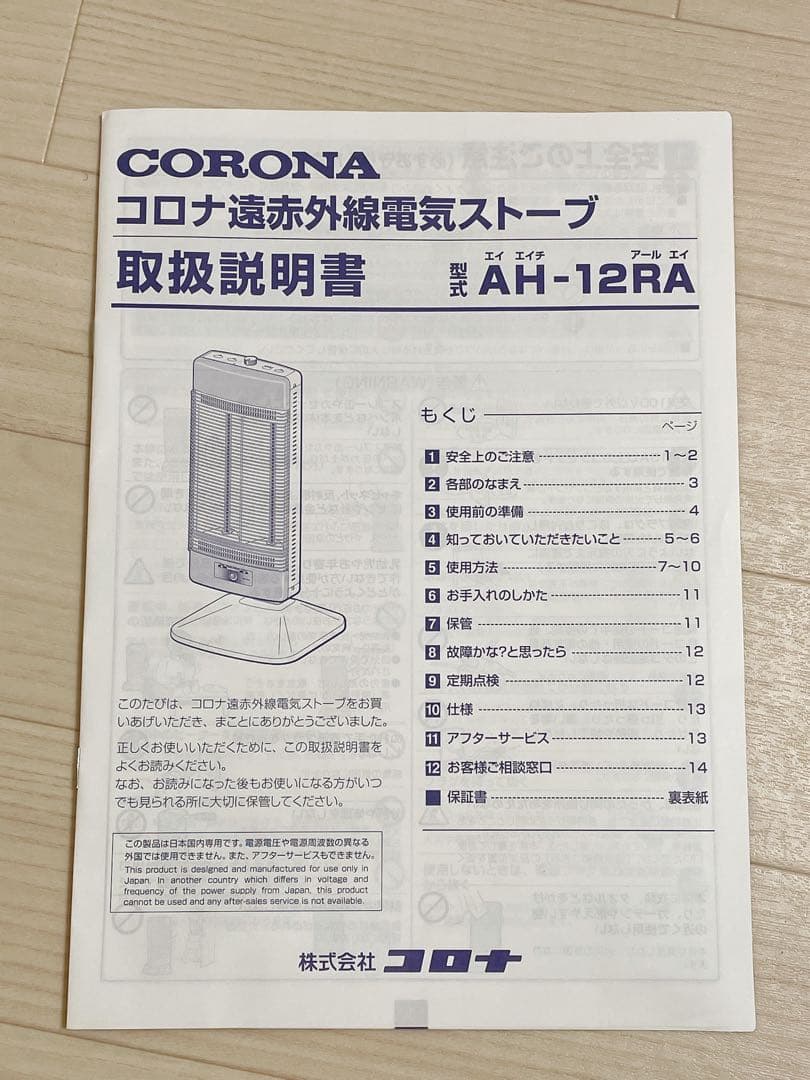 CORONA
コロナ遠赤外線電気ストーブ
取扱説明書
型式
エイ エイチ アール エイ
AH-12RA
もくじ
ページ
1 安全上のご注意 1〜2
2 各部のなまえ 3
3 使用前の準備 4
4 知っておいていただきたいこと 5〜6
5 使用方法 7〜10
6 お手入れのしかた 11
7 保管 11
8 故障かな?と思ったら 12
9 定期点検 12
10 仕様 13
11 アフターサービス 13
12 お客様ご相談窓口 14
■ 保証書 裏表紙
このたびは、コロナ遠赤外線電気ストーブをお買
いあげいただき、まことにありがとうございました。
正しくお使いいただくために、この取扱説明書を
よくお読みください。
なお、お読みになった後もお使いになる方がいつ
でも見られる所に大切に保管してください。
この製品は日本国内専用です。電源電圧や電源周波数の異なる
外国では使用できません。また、アフターサービスもできません。
This product is designed and manufactured for use only in
Japan. In another country which differs in voltage and
frequency of the power supply from Japan, this product
cannot be used and any after-sales service is not available.
株式会社 コロナ